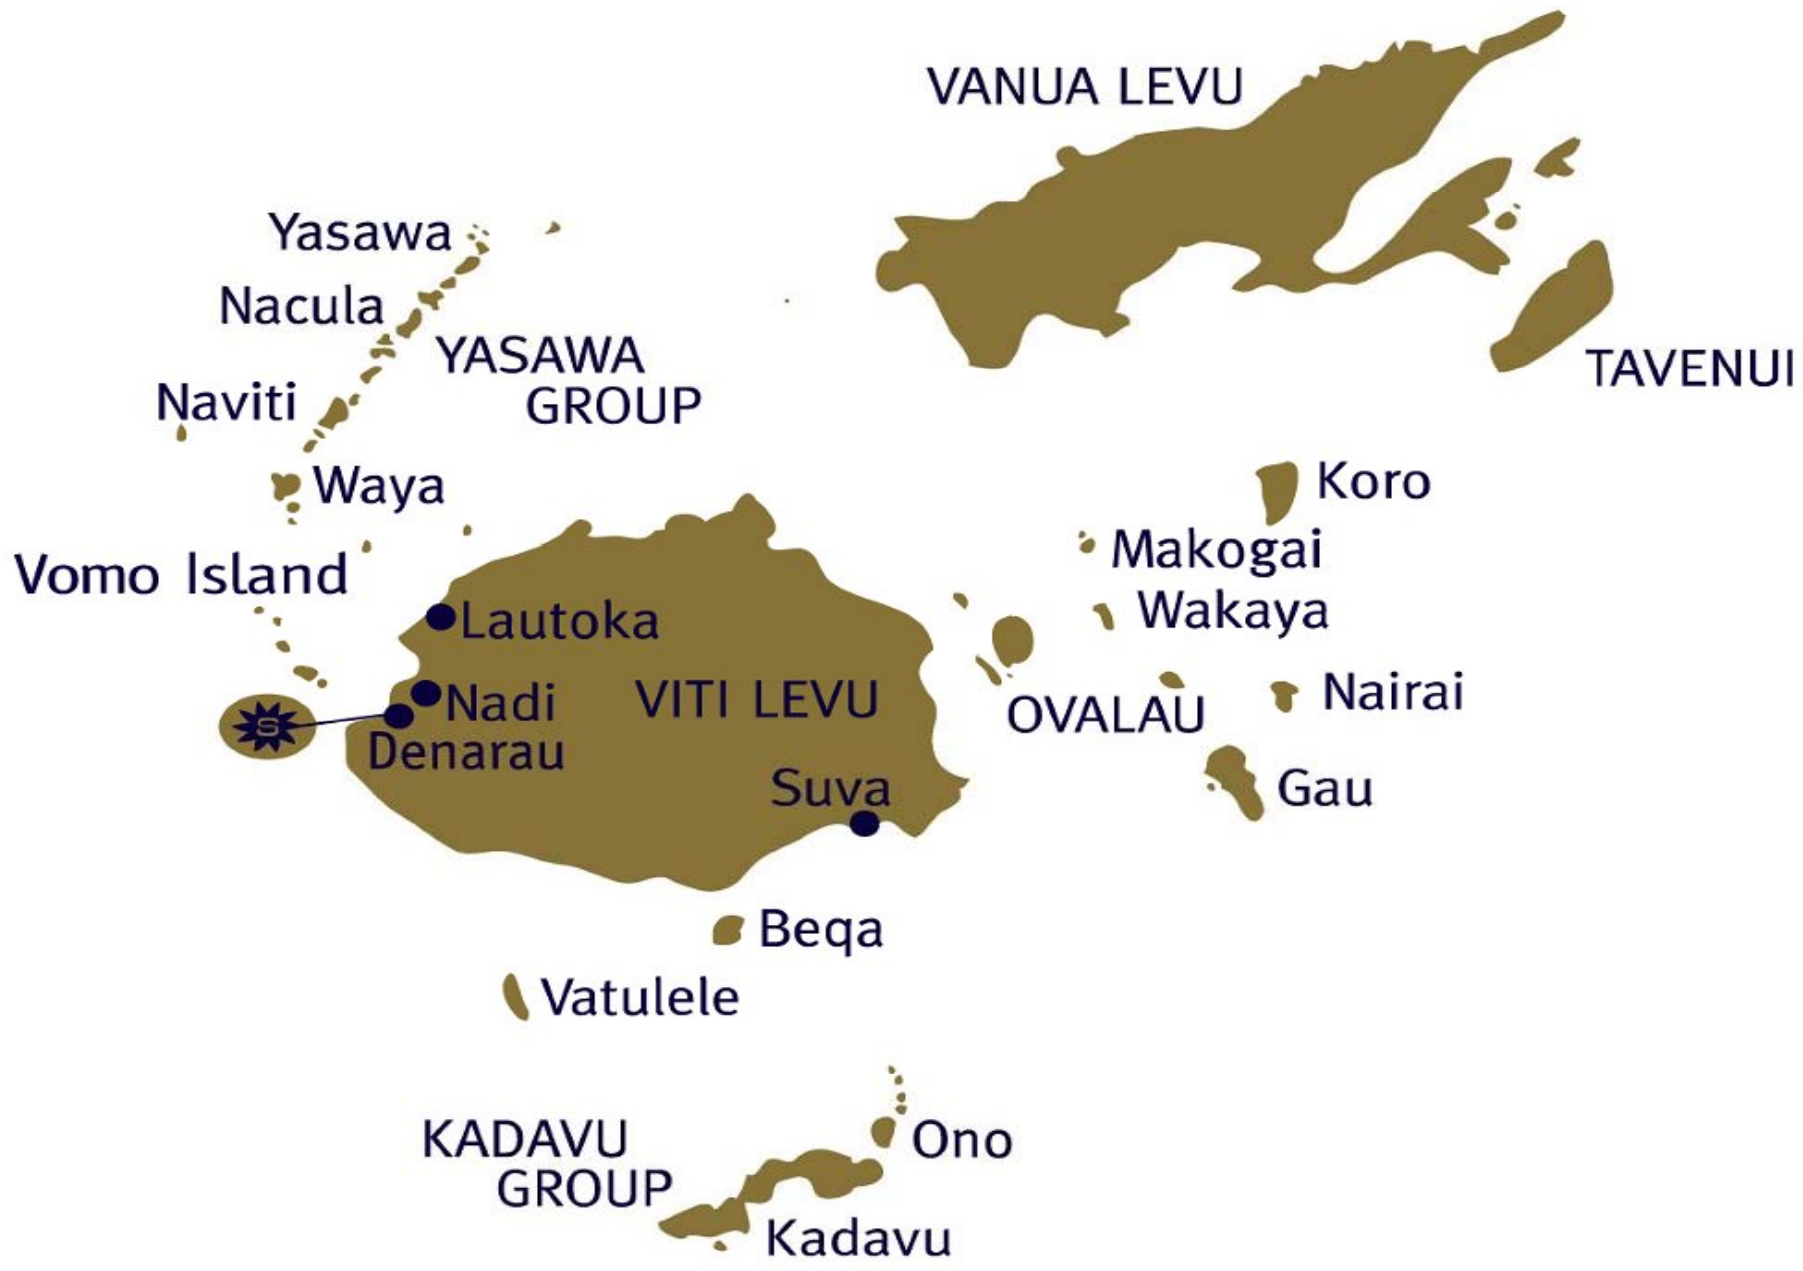 VANUA LEVU
Yasawa
Nacula
YASAWA
GROUP
TAVENUI
Naviti
Waya
Koro
Makogai
Vomo Island
Wakaya
Lautoka
Nadi
VITI LEVU
Nairai
OVALAU
S
Denarau
Suva
Gau
Beqa
Vatulele
KADAVU
GROUP
Ono
Kadavu